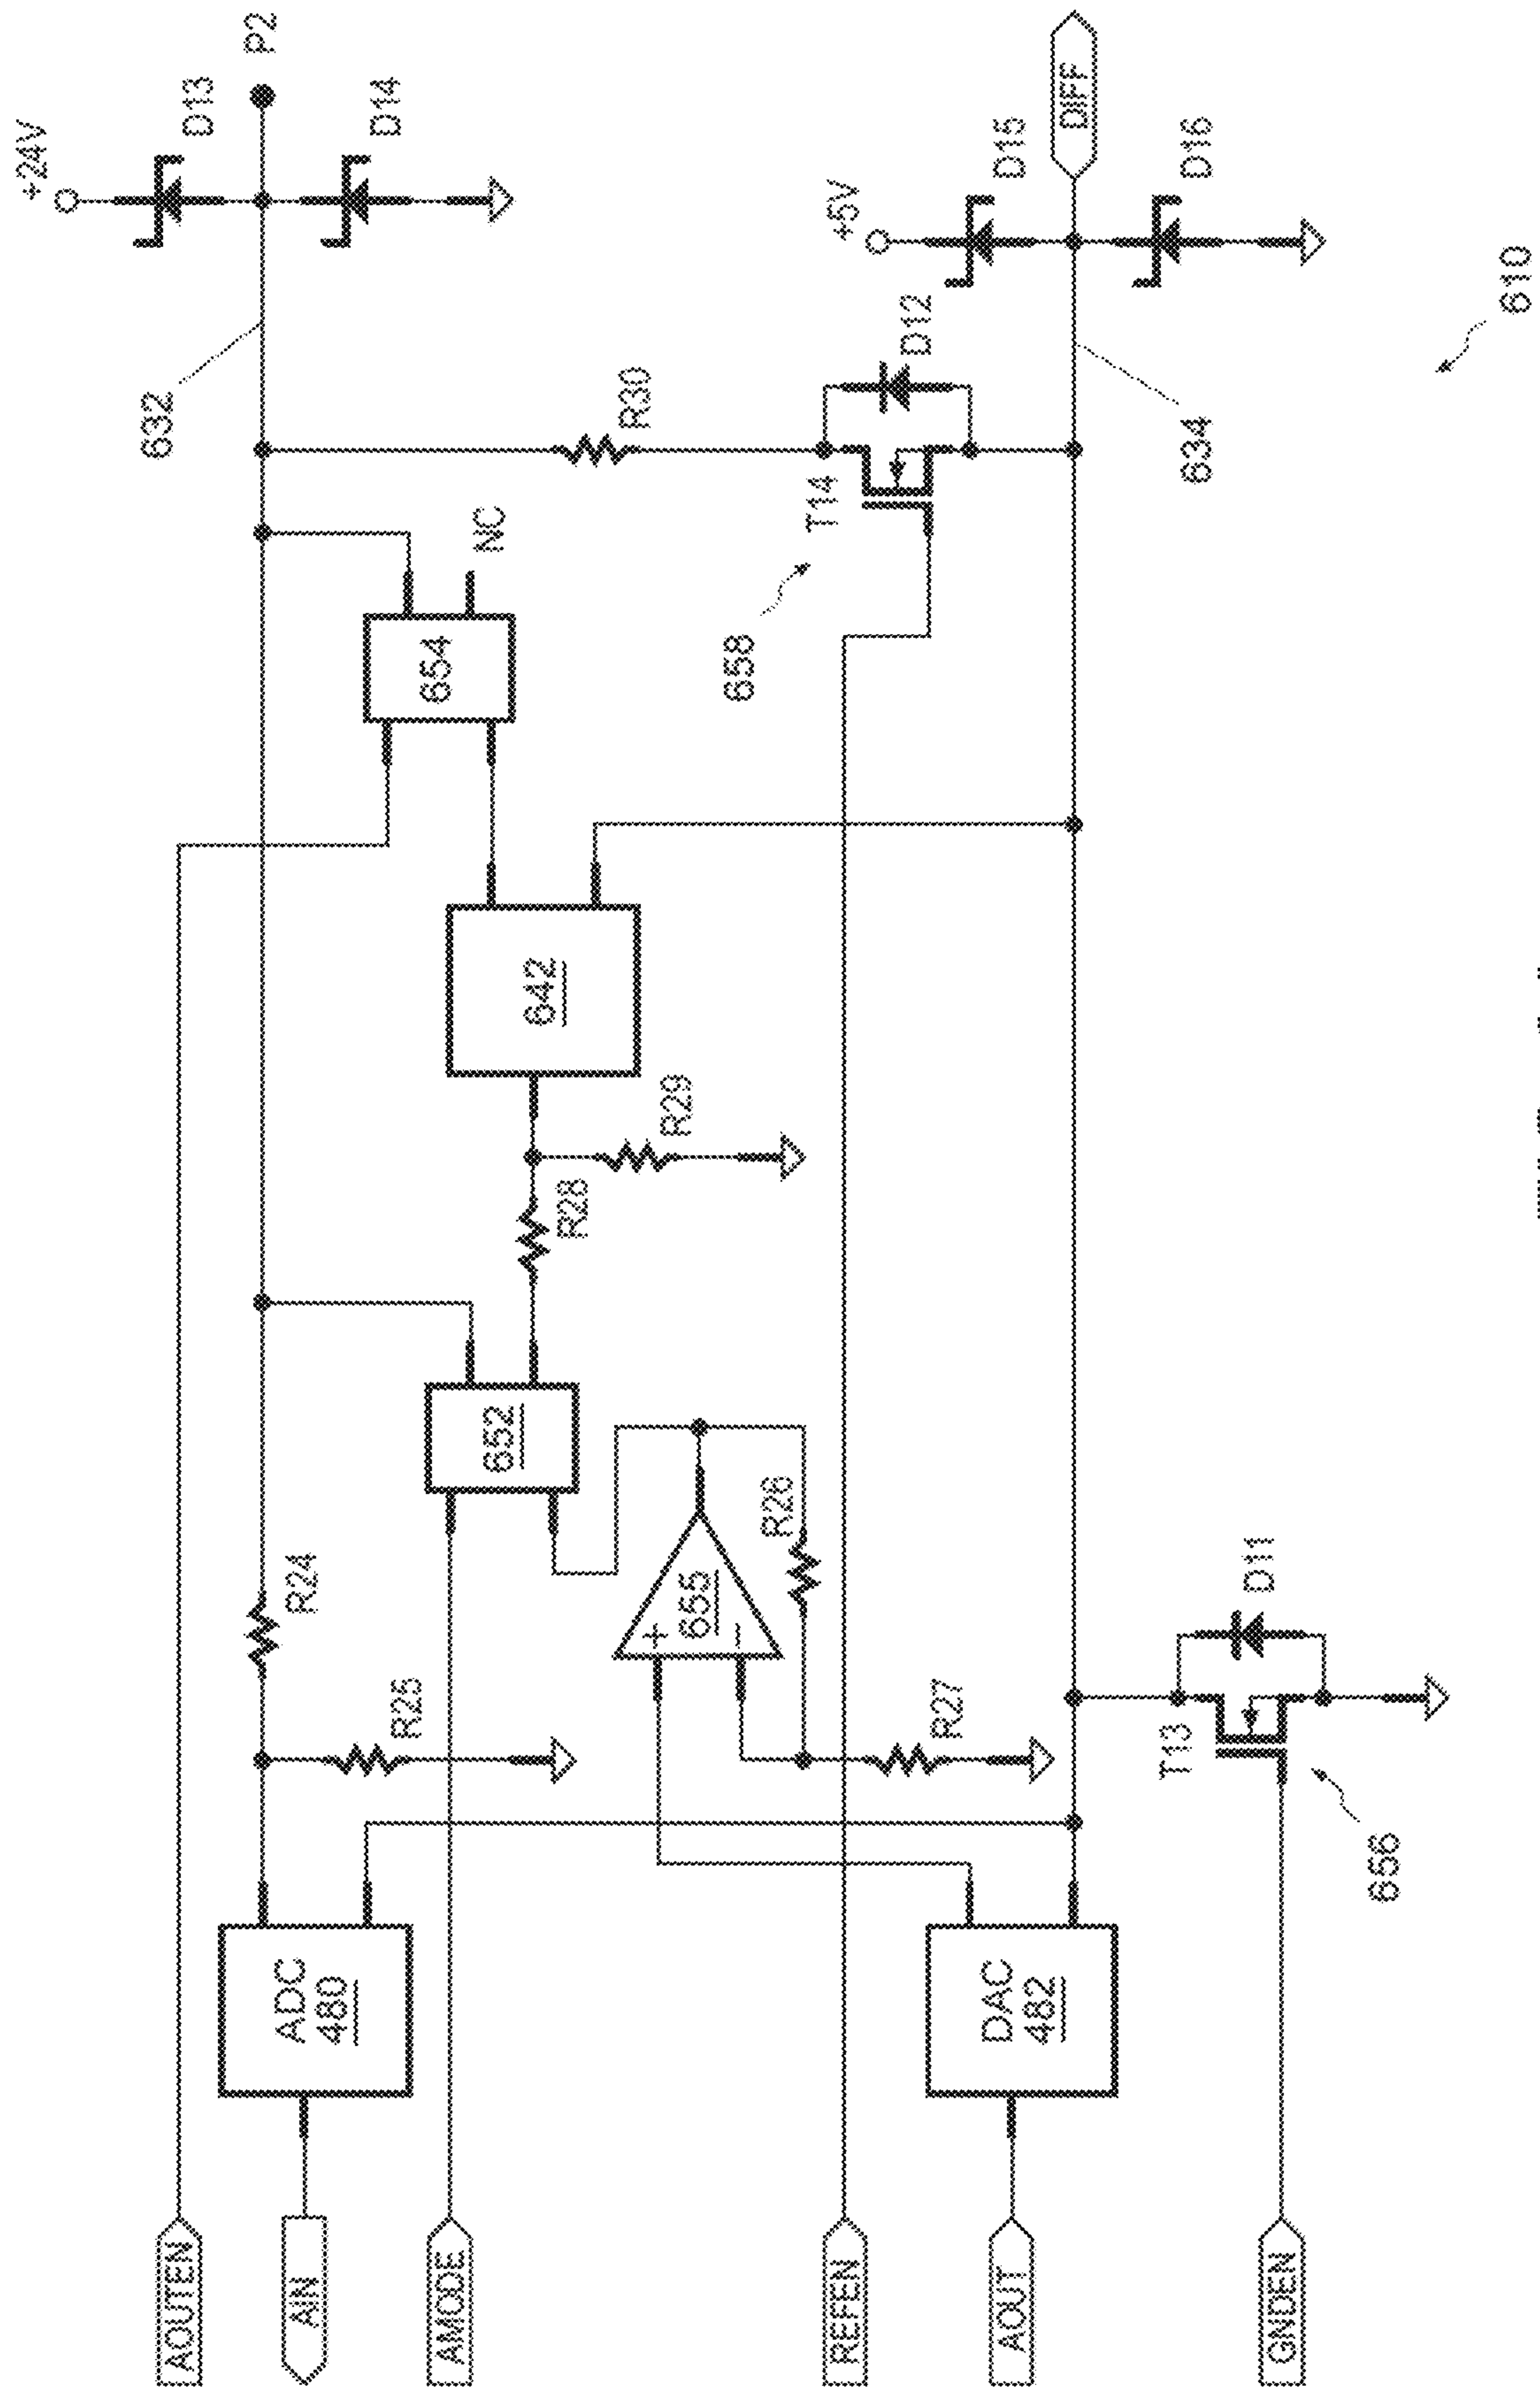 +24V
D13
P2
D14
632
+5V
D15
DIFF
D16
D12
R30
T14
658
634
610
NC
654
642
R29
R28
652
R26
655
R24
R25
R27
D11
T13
656
ADC
480
DAC
482
AOUTEN
AIN
AMODE
REFEN
AOUT
GNDEN